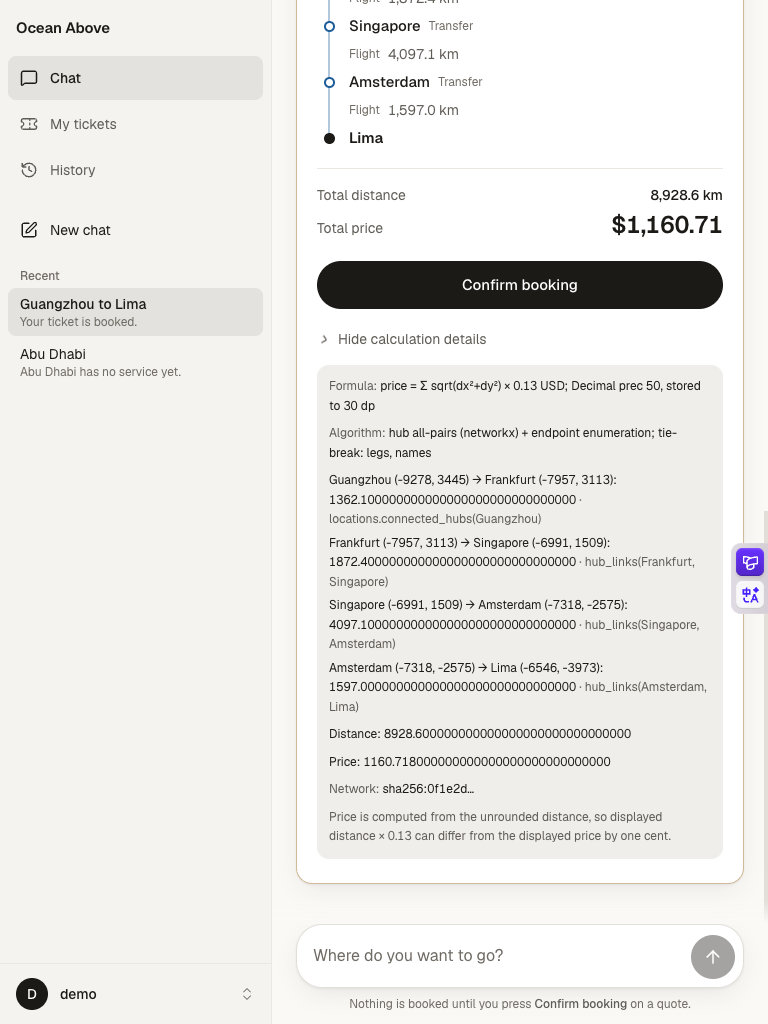 Ocean Above
Chat
My tickets
History
New chat
Recent
Guangzhou to Lima
Your ticket is booked.
Abu Dhabi
Abu Dhabi has no service yet.
D
demo
Flight
Singapore Transfer
Flight 4,097.1 km
Amsterdam Transfer
Flight 1,597.0 km
Lima
Total distance 8,928.6 km
Total price $1,160.71
Confirm booking
Hide calculation details
Formula: price = Σ sqrt(dx²+dy²) × 0.13 USD; Decimal prec 50, stored
to 30 dp
Algorithm: hub all-pairs (networkx) + endpoint enumeration; tie-
break: legs, names
Guangzhou (-9278, 3445) → Frankfurt (-7957, 3113):
1362.100000000000000000000000000000 ·
locations.connected_hubs(Guangzhou)
Frankfurt (-7957, 3113) → Singapore (-6991, 1509):
1872.400000000000000000000000000000 · hub_links(Frankfurt,
Singapore)
Singapore (-6991, 1509) → Amsterdam (-7318, -2575):
4097.100000000000000000000000000000 · hub_links(Singapore,
Amsterdam)
Amsterdam (-7318, -2575) → Lima (-6546, -3973):
1597.000000000000000000000000000000 · hub_links(Amsterdam,
Lima)
Distance: 8928.600000000000000000000000000000
Price: 1160.718000000000000000000000000000
Network: sha256:0f1e2d…
Price is computed from the unrounded distance, so displayed
distance × 0.13 can differ from the displayed price by one cent.
Where do you want to go?
Nothing is booked until you press Confirm booking on a quote.